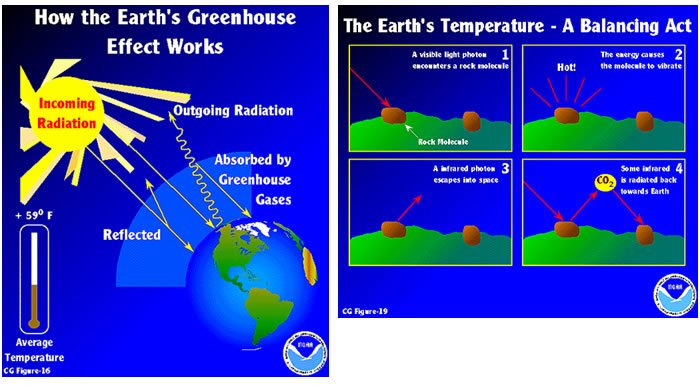 How the Earth's Greenhouse
Effect Works
Incoming
Radiation
Outgoing Radiation
Absorbed by
Greenhouse
Gases
Reflected
+ 59⁰ F
Average
Temperature
CG Figure-16
NOAA
The Earth's Temperature - A Balancing Act
A visible light photon
encounters a rock molecule
1
Rock Molecule
The energy causes
the molecule to vibrate
2
Hot!
A infrared photon
escapes into space
3
Some infrared
is radiated back
towards Earth
4
CO₂
CG Figure-19
NOAA